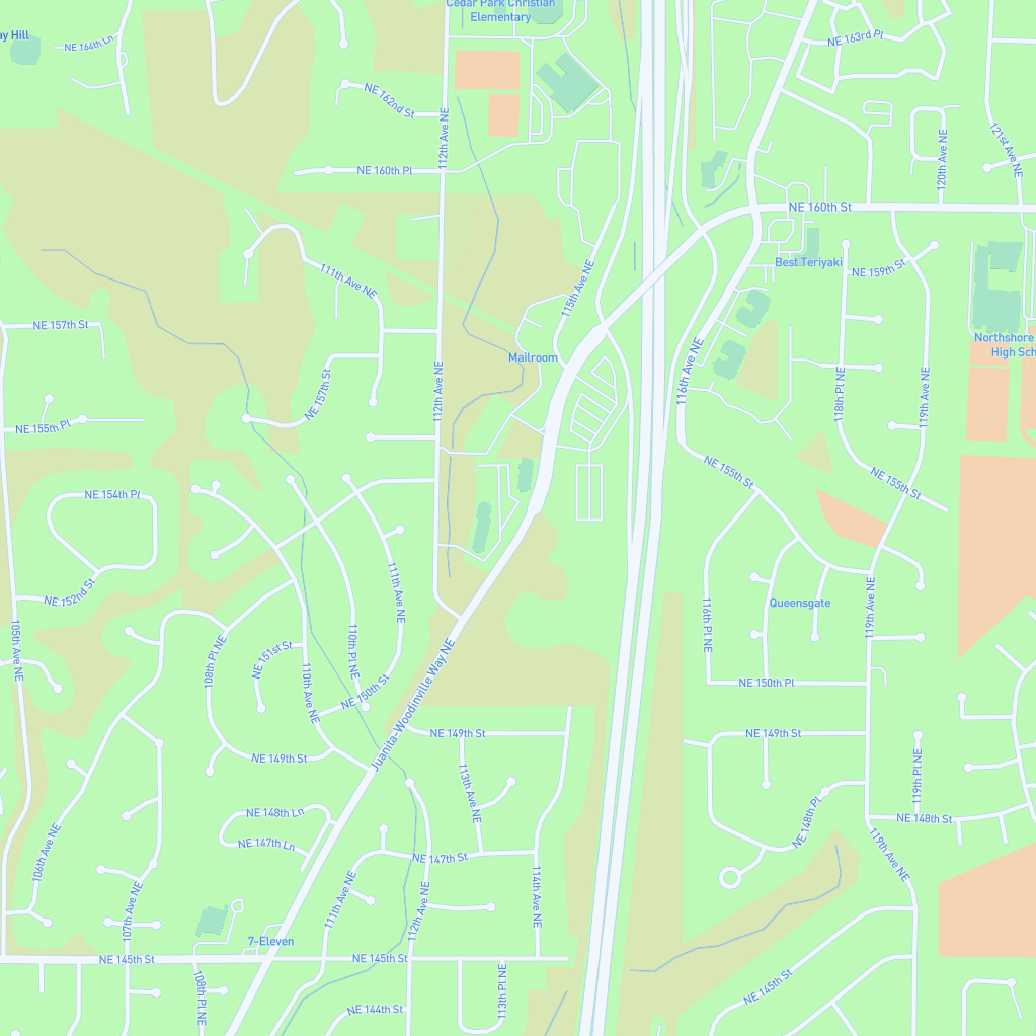 Cedar Park Christian
Elementary
ay Hill
NE 164th Ln
NE 163rd Pl
NE 162nd St
112th Ave NE
121st Ave NE
120th Ave NE
NE 160th Pl
NE 160th St
111th Ave NE
115th Ave NE
Best Teriyaki
NE 159th St
NE 157th St
Mailroom
Northshore
High Sch
116th Ave NE
112th Ave NE
NE 157th St
118th Pl NE
119th Ave NE
NE 155th Pl
NE 155th St
NE 155th St
NE 154th Pl
NE 152nd St
111th Ave NE
105th Ave NE
110th Pl NE
116th Pl NE
Queensgate
119th Ave NE
108th Pl NE
NE 151st St
110th Ave NE
NE 150th St
NE 150th Pl
Juanita-Woodinville Way NE
NE 149th St
NE 149th St
NE 149th St
113th Ave NE
119th Pl NE
NE 148th Ln
NE 147th Ln
NE 148th Pl
NE 148th St
106th Ave NE
NE 147th St
119th Ave NE
107th Ave NE
111th Ave NE
112th Ave NE
114th Ave NE
7-Eleven
NE 145th St
NE 145th St
108th Pl NE
113th Pl NE
NE 145th St
NE 144th St